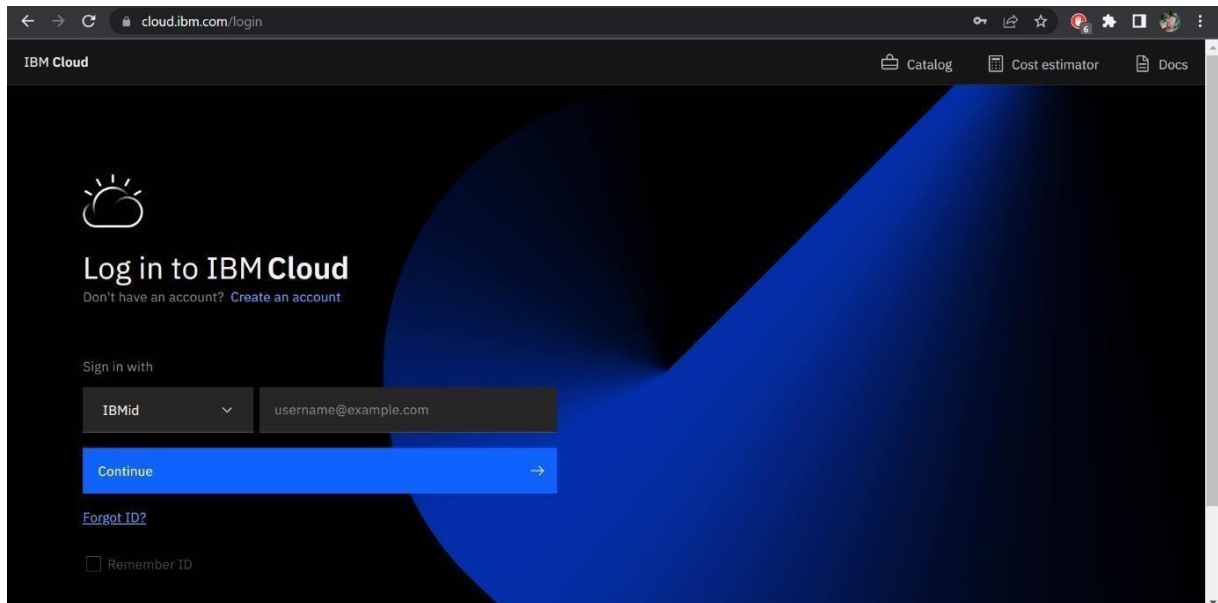 cloud.ibm.com/login
6
IBM Cloud
Catalog
Cost estimator
Docs
Log in to IBM Cloud
Don't have an account? Create an account
Sign in with
IBMid
username@example.com
Continue
Forgot ID?
Remember ID